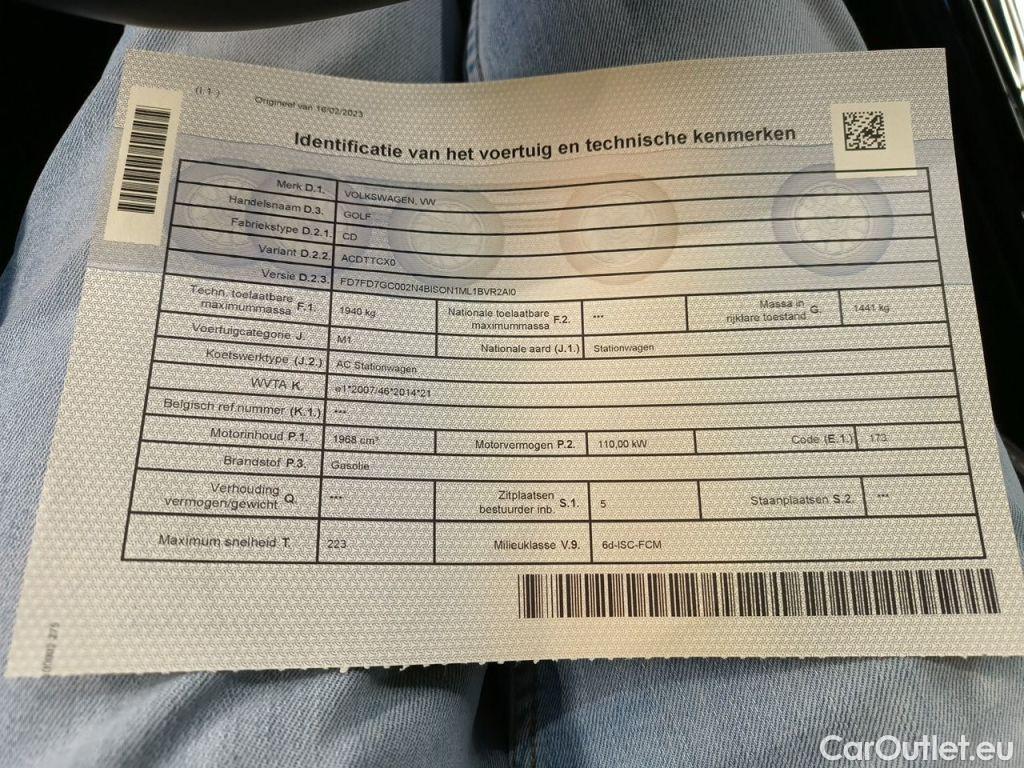 (I.1.) Origineel van 16/02/2023
Identificatie van het voertuig en technische kenmerken
Merk D.1. VOLKSWAGEN, VW
Handelsnaam D.3. GOLF
Fabriekstype D.2.1. CD
Variant D.2.2. ACDTTCX0
Versie D.2.3. FD7FD7GC002N4BISON1ML1BVR2AI0
Techn. toelaatbare maximummassa F.1. 1940 kg Nationale toelaatbare maximummassa F.2. *** Massa in rijklare toestand G. 1441 kg
Voertuigcategorie J. M1 Nationale aard (J.1.) Stationwagen
Koetswerktype (J.2.) AC Stationwagen
WVTA K. e1*2007/46*2014*21
Belgisch ref.nummer (K.1.) ***
Motorinhoud P.1. 1968 cm³ Motorvermogen P.2. 110,00 kW Code (E.1.) 173
Brandstof P.3. Gasolie
Verhouding vermogen/gewicht Q. *** Zitplaatsen bestuurder inb. S.1. 5 Staanplaatsen S.2. ***
Maximum snelheid T. 223 Milieuklasse V.9. 6d-ISC-FCM
CarOutlet.eu